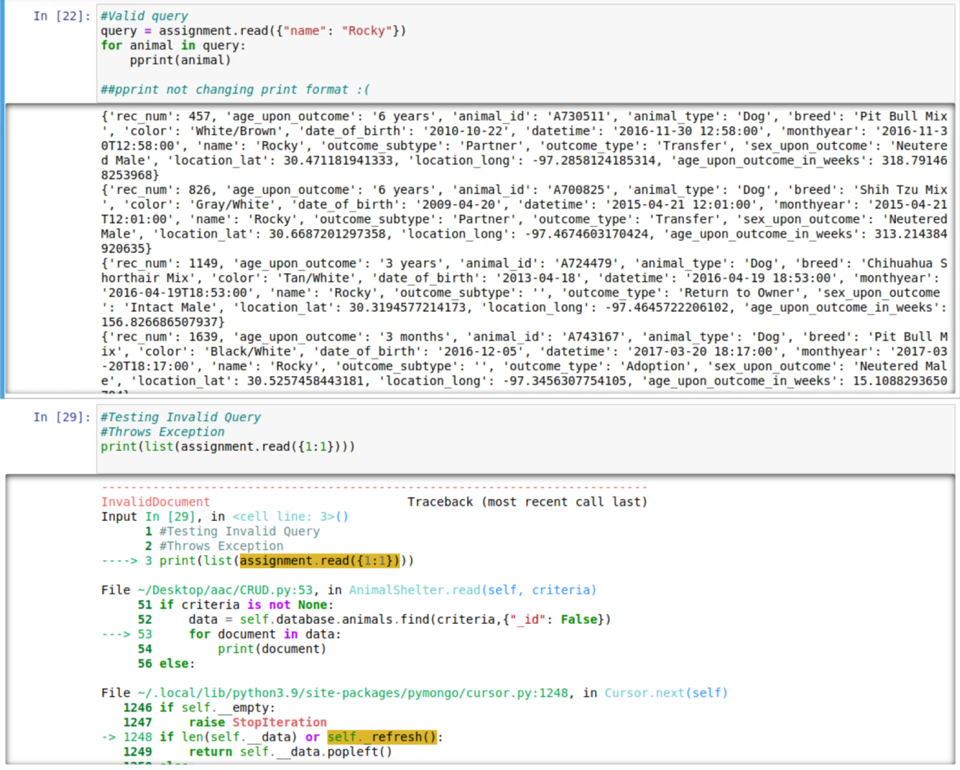 In [22]: #Valid query
query = assignment.read({"name": "Rocky"})
for animal in query:
    pprint(animal)
##pprint not changing print format :(
{'rec_num': 457, 'age_upon_outcome': '6 years', 'animal_id': 'A730511', 'animal_type': 'Dog', 'breed': 'Pit Bull Mix
', 'color': 'White/Brown', 'date_of_birth': '2010-10-22', 'datetime': '2016-11-30 12:58:00', 'monthyear': '2016-11-3
0T12:58:00', 'name': 'Rocky', 'outcome_subtype': 'Partner', 'outcome_type': 'Transfer', 'sex_upon_outcome': 'Neutere
d Male', 'location_lat': 30.471181941333, 'location_long': -97.2858124185314, 'age_upon_outcome_in_weeks': 318.79146
8253968}
{'rec_num': 826, 'age_upon_outcome': '6 years', 'animal_id': 'A700825', 'animal_type': 'Dog', 'breed': 'Shih Tzu Mix
', 'color': 'Gray/White', 'date_of_birth': '2009-04-20', 'datetime': '2015-04-21 12:01:00', 'monthyear': '2015-04-21
T12:01:00', 'name': 'Rocky', 'outcome_subtype': 'Partner', 'outcome_type': 'Transfer', 'sex_upon_outcome': 'Neutered
Male', 'location_lat': 30.6687201297358, 'location_long': -97.4674603170424, 'age_upon_outcome_in_weeks': 313.214384
920635}
{'rec_num': 1149, 'age_upon_outcome': '3 years', 'animal_id': 'A724479', 'animal_type': 'Dog', 'breed': 'Chihuahua S
horthair Mix', 'color': 'Tan/White', 'date_of_birth': '2013-04-18', 'datetime': '2016-04-19 18:53:00', 'monthyear':
'2016-04-19T18:53:00', 'name': 'Rocky', 'outcome_subtype': '', 'outcome_type': 'Return to Owner', 'sex_upon_outcome
': 'Intact Male', 'location_lat': 30.3194577214173, 'location_long': -97.4645722206102, 'age_upon_outcome_in_weeks':
156.826686507937}
{'rec_num': 1639, 'age_upon_outcome': '3 months', 'animal_id': 'A743167', 'animal_type': 'Dog', 'breed': 'Pit Bull M
ix', 'color': 'Black/White', 'date_of_birth': '2016-12-05', 'datetime': '2017-03-20 18:17:00', 'monthyear': '2017-03
-20T18:17:00', 'name': 'Rocky', 'outcome_subtype': '', 'outcome_type': 'Adoption', 'sex_upon_outcome': 'Neutered Mal
e', 'location_lat': 30.5257458443181, 'location_long': -97.3456307754105, 'age_upon_outcome_in_weeks': 15.1088293650
In [29]: #Testing Invalid Query
#Throws Exception
print(list(assignment.read({1:1})))
---------------------------------------------------------------------------
InvalidDocument                           Traceback (most recent call last)
Input In [29], in <cell line: 3>()
      1 #Testing Invalid Query
      2 #Throws Exception
----> 3 print(list(assignment.read({1:1})))
File ~/Desktop/aac/CRUD.py:53, in AnimalShelter.read(self, criteria)
     51 if criteria is not None:
     52     data = self.database.animals.find(criteria,{"_id": False})
---> 53     for document in data:
     54         print(document)
     56 else:
File ~/.local/lib/python3.9/site-packages/pymongo/cursor.py:1248, in Cursor.next(self)
   1246 if self.__empty:
   1247     raise StopIteration
-> 1248 if len(self.__data) or self._refresh():
   1249     return self.__data.popleft()